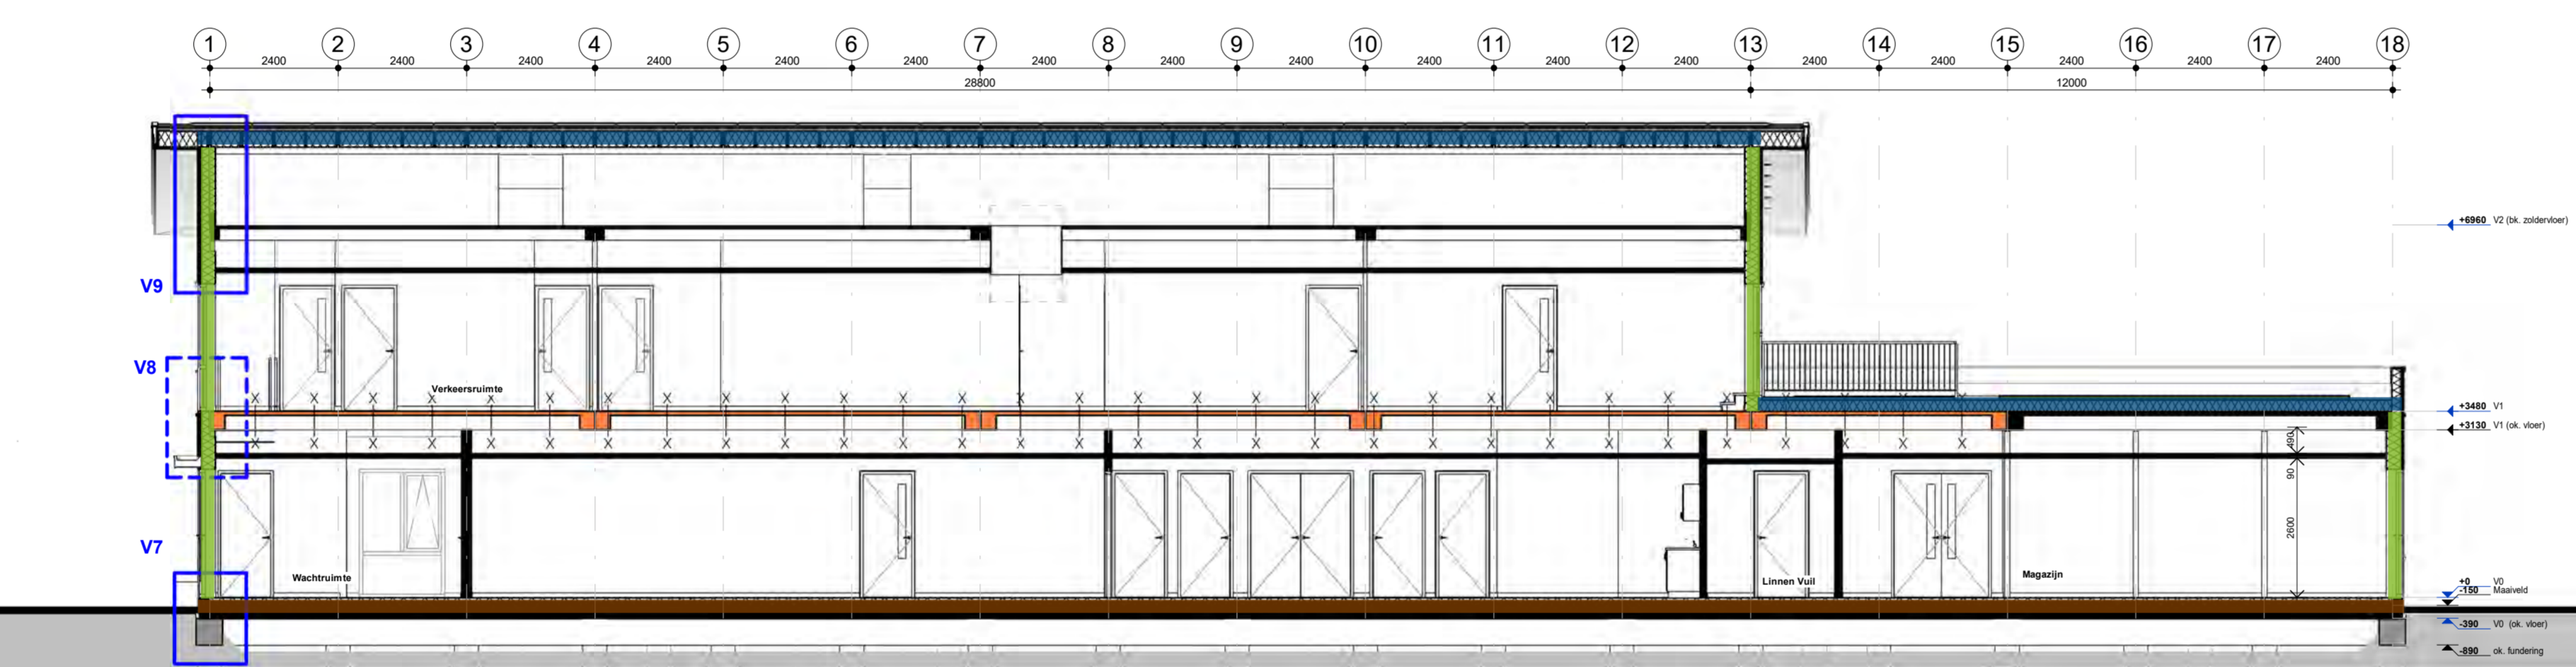 1 2 3 4 5 6 7 8 9 10 11 12 13 14 15 16 17 18
2400 2400 2400 2400 2400 2400 2400 2400 2400 2400 2400 2400 2400 2400 2400 2400 2400
28800 12000
+6960 V2 (bk. zoldervloer)
V9
V8
Verkeersruimte
+3480 V1
+3130 V1 (ok. vloer)
490
90
2600
V7
Wachtruimte
Linnen Vuil
Magazijn
+0 V0
-150 Maaiveld
-390 V0 (ok. vloer)
-890 ok. fundering